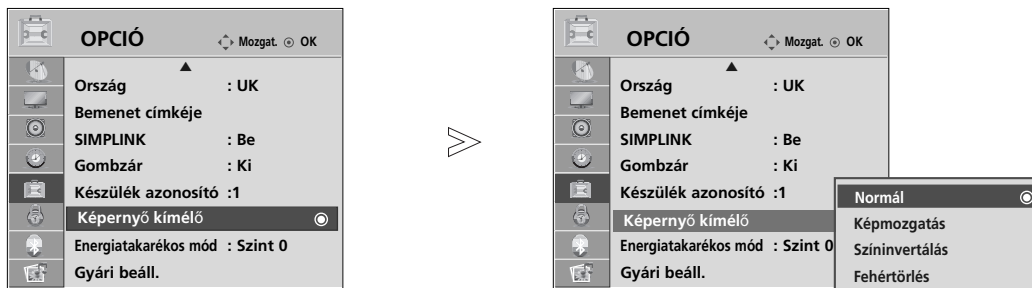 OPCIÓ Mozgat. OK
Ország : UK
Bemenet címkéje
SIMPLINK : Be
Gombzár : Ki
Készülék azonosító :1
Képernyő kímélő
Energiatakarékos mód : Szint 0
Gyári beáll.
OPCIÓ Mozgat. OK
Ország : UK
Bemenet címkéje
SIMPLINK : Be
Gombzár : Ki
Készülék azonosító :1
Képernyő kímélő
Energiatakarékos mód : Szint 0
Gyári beáll.
Normál
Képmozgatás
Színinvertálás
Fehértörlés